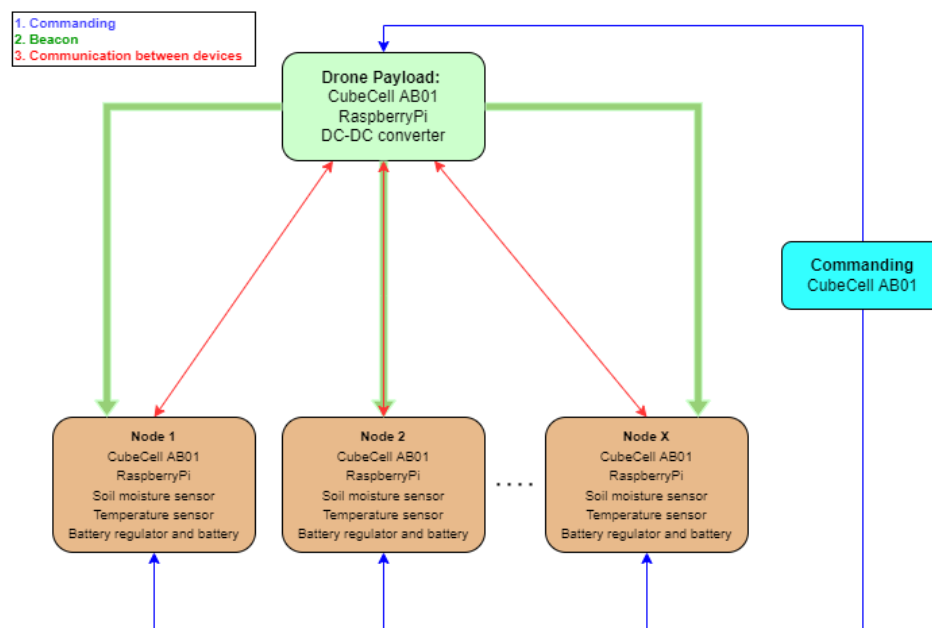 1. Commanding
2. Beacon
3. Communication between devices
Drone Payload:
CubeCell AB01
RaspberryPi
DC-DC converter
Commanding
CubeCell AB01
Node 1
CubeCell AB01
RaspberryPi
Soil moisture sensor
Temperature sensor
Battery regulator and battery
Node 2
CubeCell AB01
RaspberryPi
Soil moisture sensor
Temperature sensor
Battery regulator and battery
....
Node X
CubeCell AB01
RaspberryPi
Soil moisture sensor
Temperature sensor
Battery regulator and battery